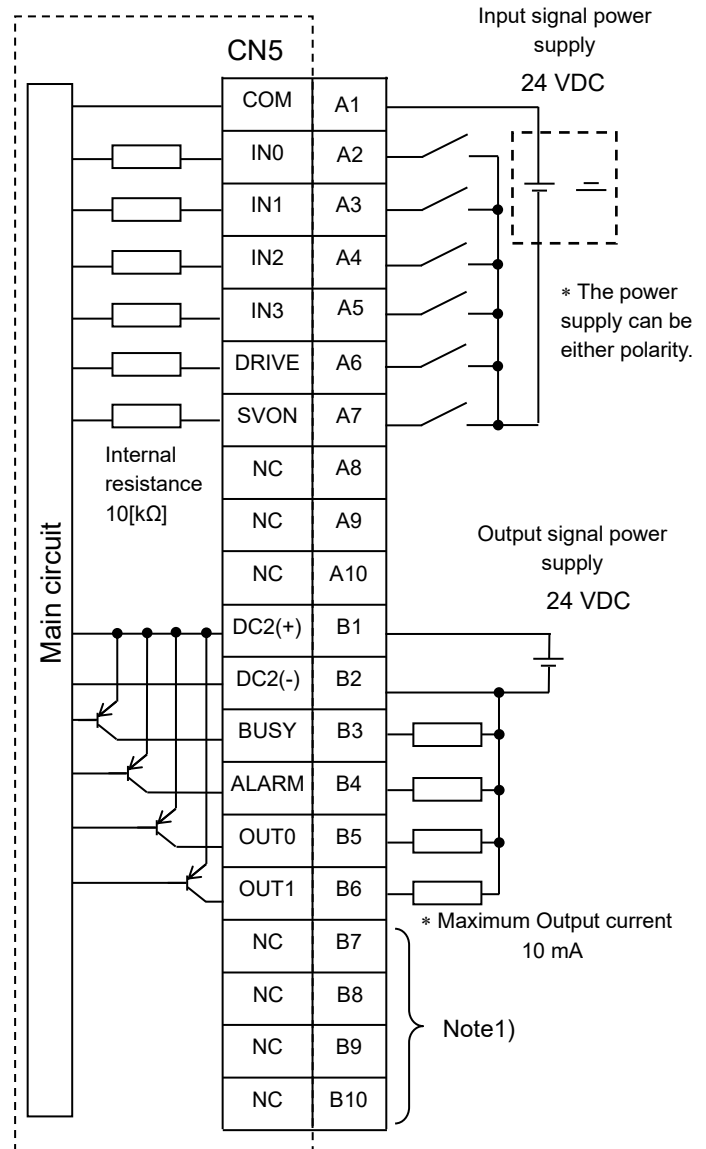 Input signal power
supply
24 VDC
CN5
COM A1
IN0 A2
IN1 A3
IN2 A4
IN3 A5
DRIVE A6
SVON A7
NC A8
NC A9
NC A10
DC2(+) B1
DC2(-) B2
BUSY B3
ALARM B4
OUT0 B5
OUT1 B6
NC B7
NC B8
NC B9
NC B10
Main circuit
Internal
resistance
10[kΩ]
* The power
supply can be
either polarity.
Output signal power
supply
24 VDC
* Maximum Output current
10 mA
Note1)